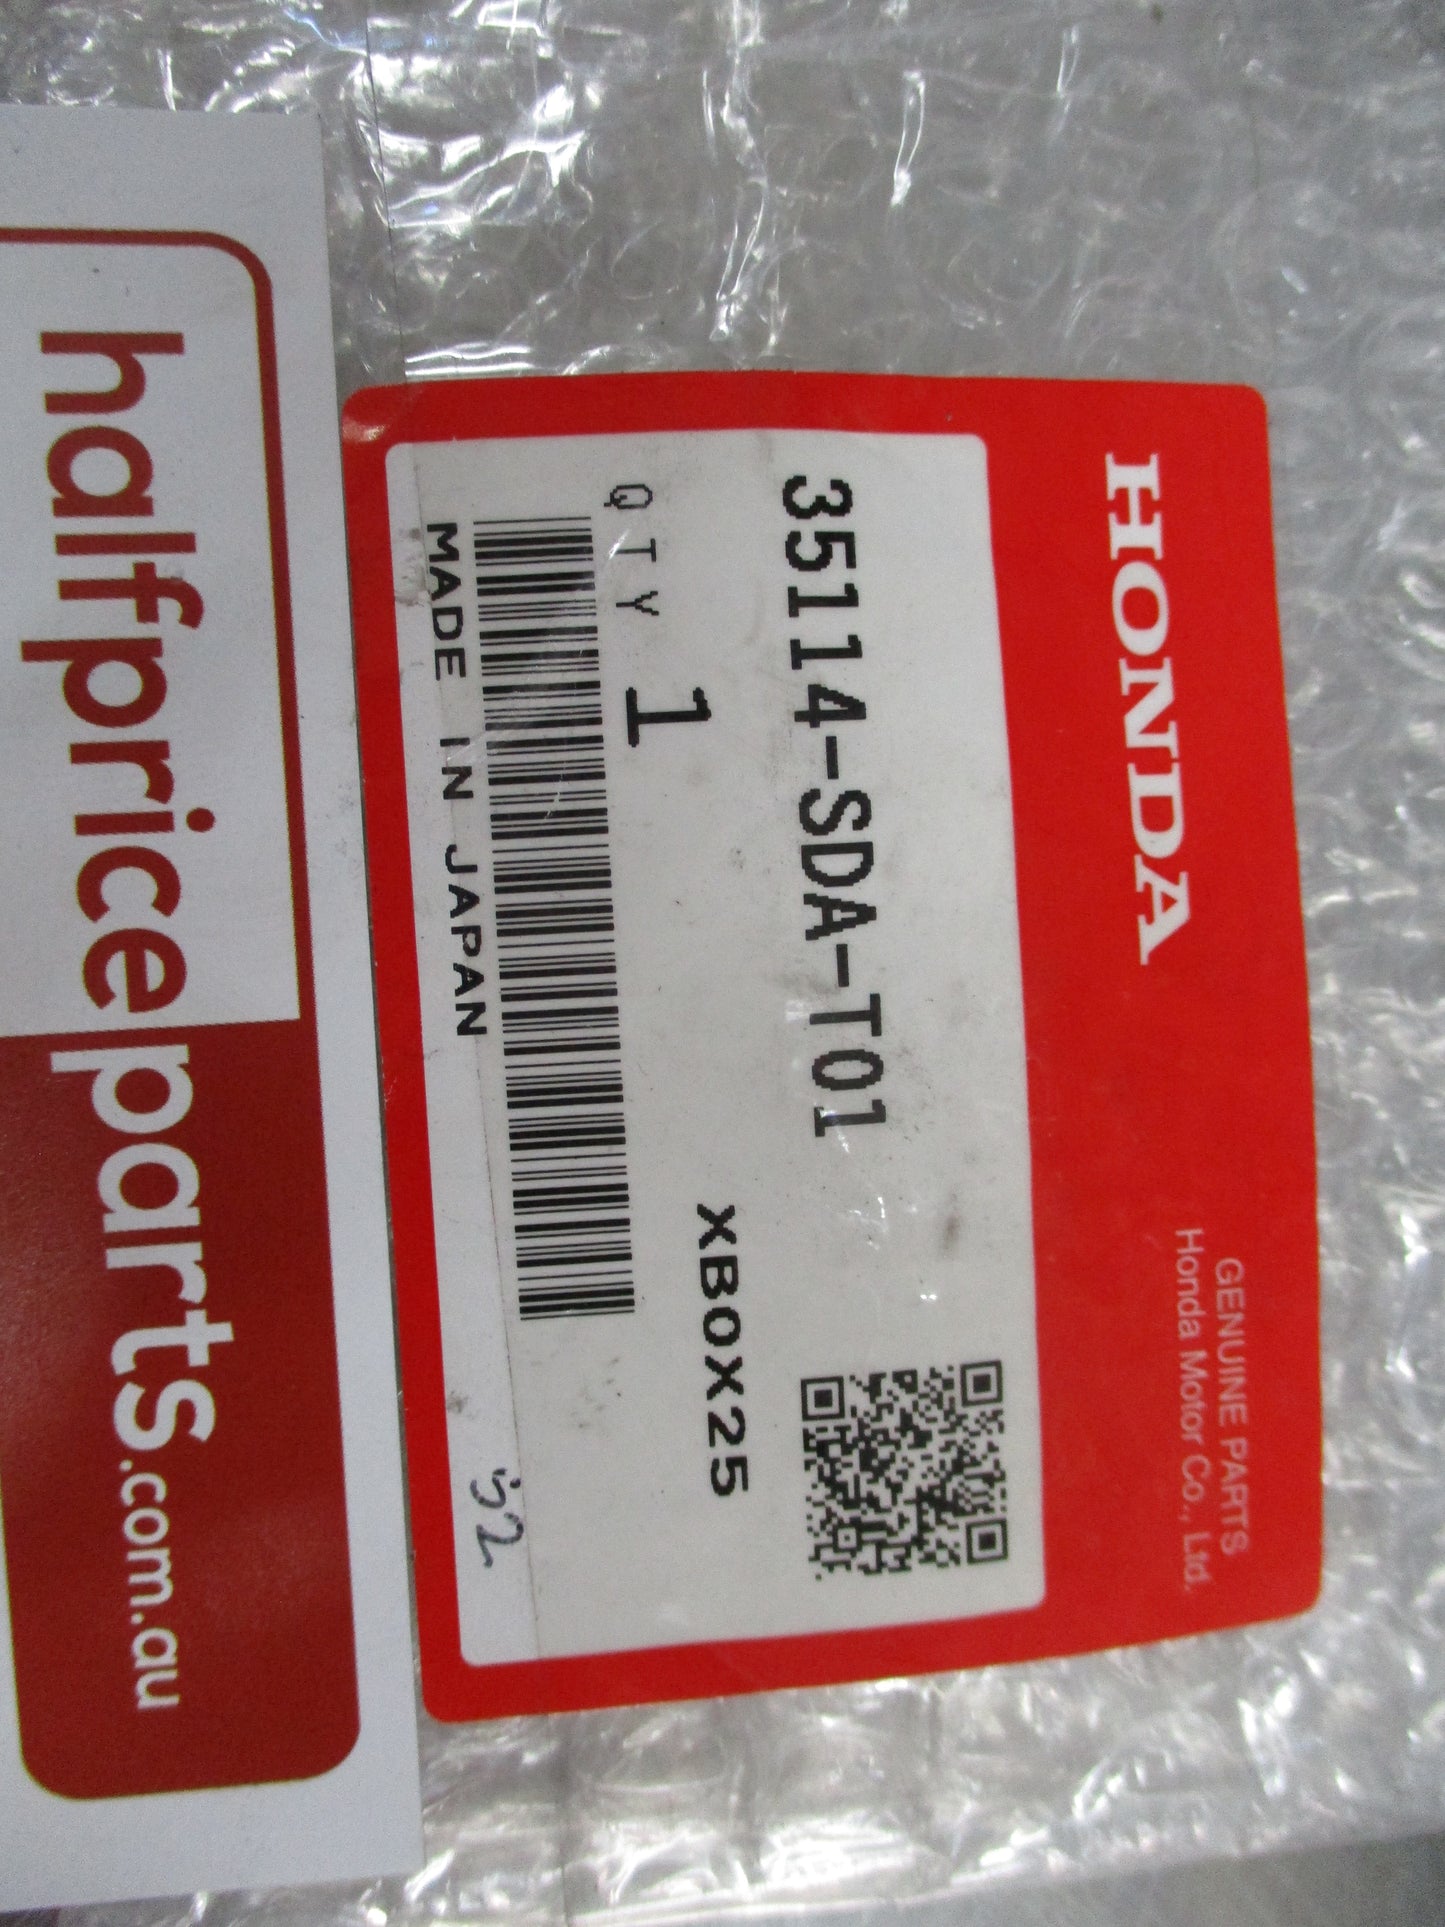 HONDA
GENUINE PARTS
Honda Motor Co., Ltd.
35114-SDA-T01
XBOX25
QTY 1
MADE IN JAPAN
52
halfpriceparts.com.au